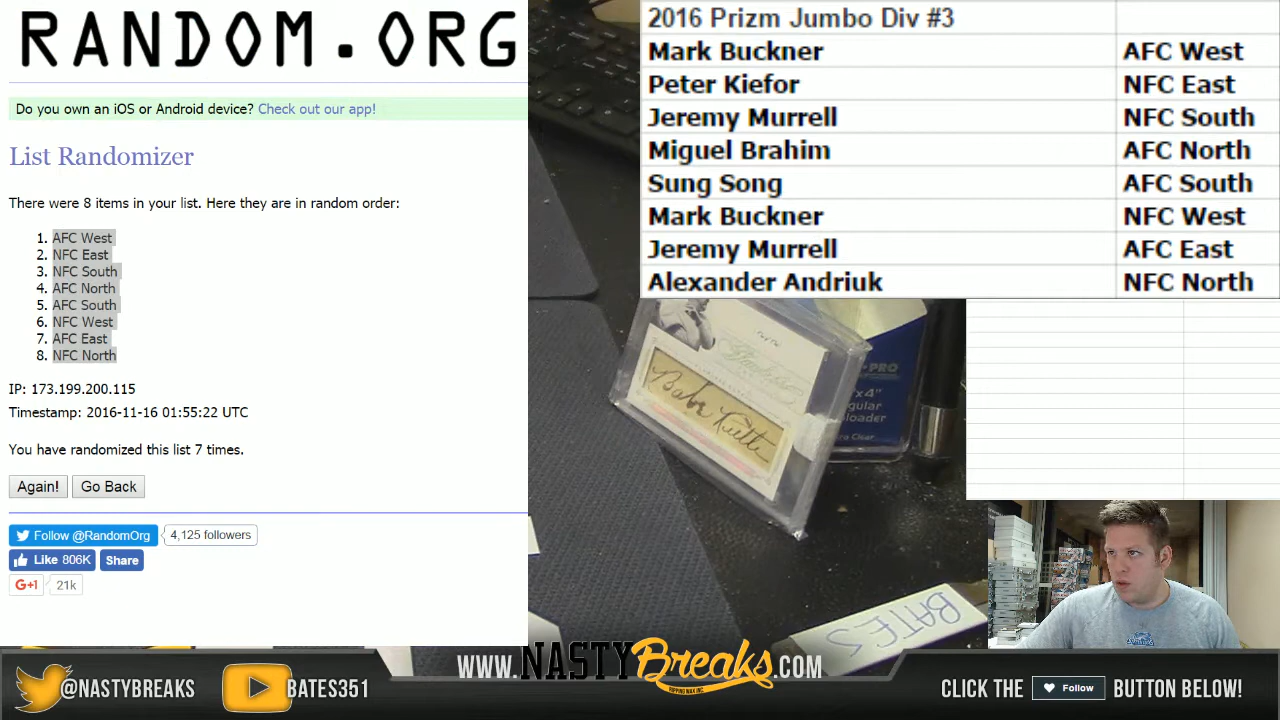 RANDOM.ORG
Do you own an iOS or Android device? Check out our app!
List Randomizer
There were 8 items in your list. Here they are in random order:
1. AFC West
2. NFC East
3. NFC South
4. AFC North
5. AFC South
6. NFC West
7. AFC East
8. NFC North
IP: 173.199.200.115
Timestamp: 2016-11-16 01:55:22 UTC
You have randomized this list 7 times.
Again! Go Back
Follow @RandomOrg 4,125 followers
Like 806K Share
G+1 21k
2016 Prizm Jumbo Div #3
Mark Buckner AFC West
Peter Kiefor NFC East
Jeremy Murrell NFC South
Miguel Brahim AFC North
Sung Song AFC South
Mark Buckner NFC West
Jeremy Murrell AFC East
Alexander Andriuk NFC North
Babe Ruth
PRO
BATES
@NASTYBREAKS
BATES351
WWW.NASTYBreaks.COM
RIPPING WAX INC.
CLICK THE Follow BUTTON BELOW!